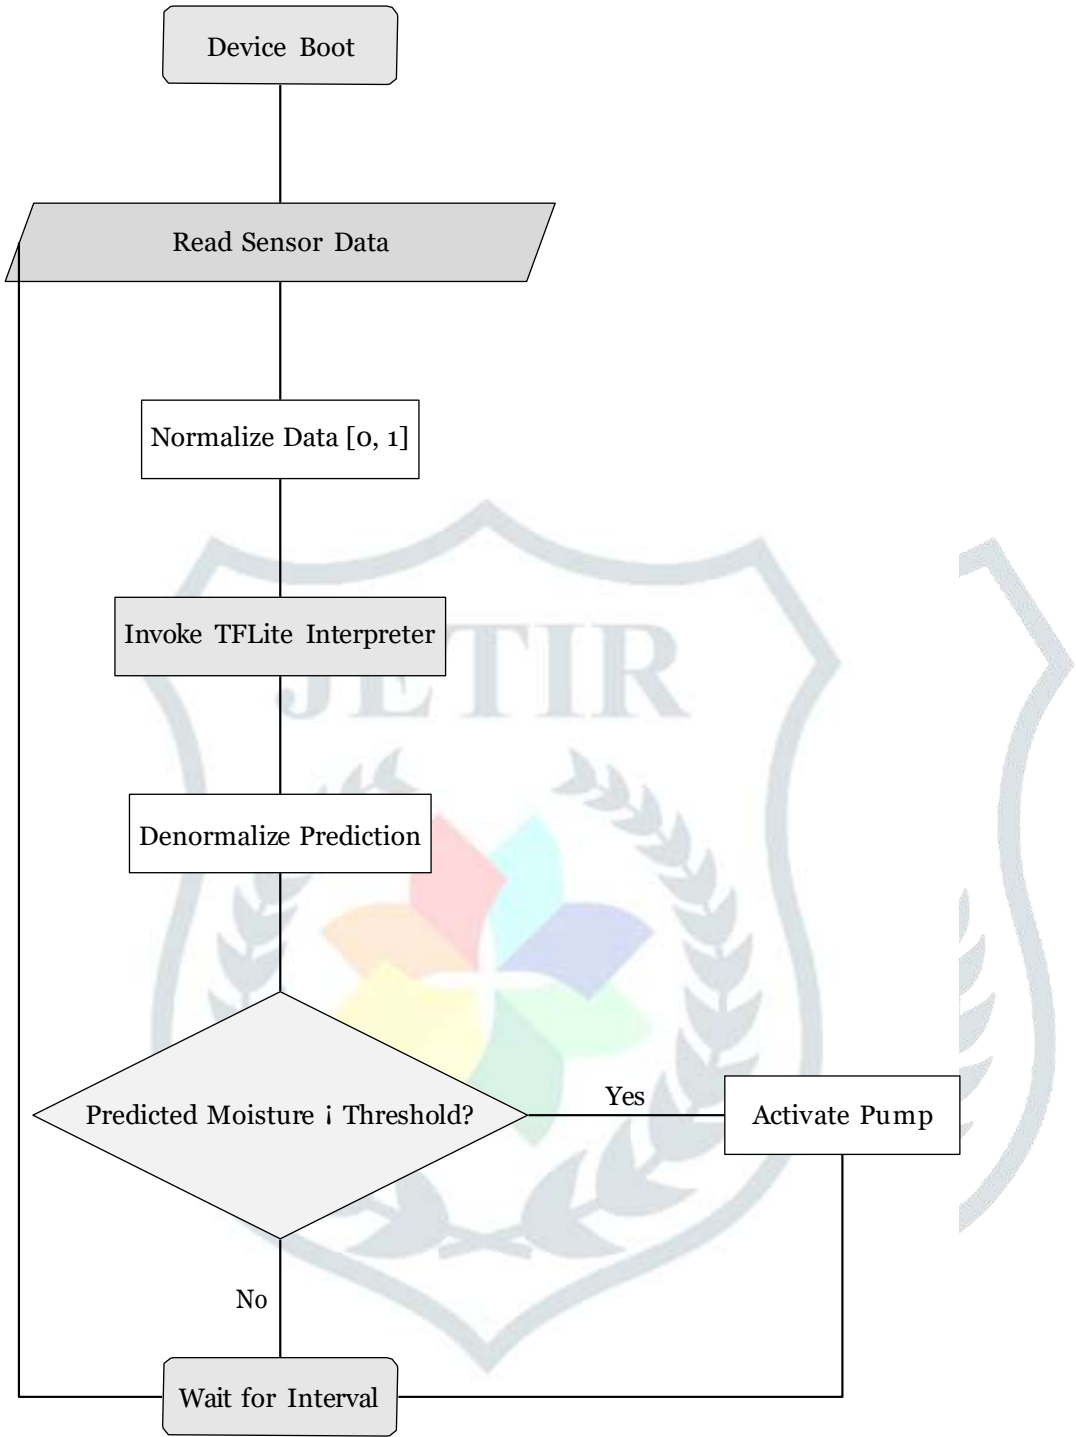 Device Boot
Read Sensor Data
Normalize Data [0, 1]
Invoke TFLite Interpreter
JETIR
Denormalize Prediction
Predicted Moisture ¡ Threshold?
Yes
Activate Pump
No
Wait for Interval